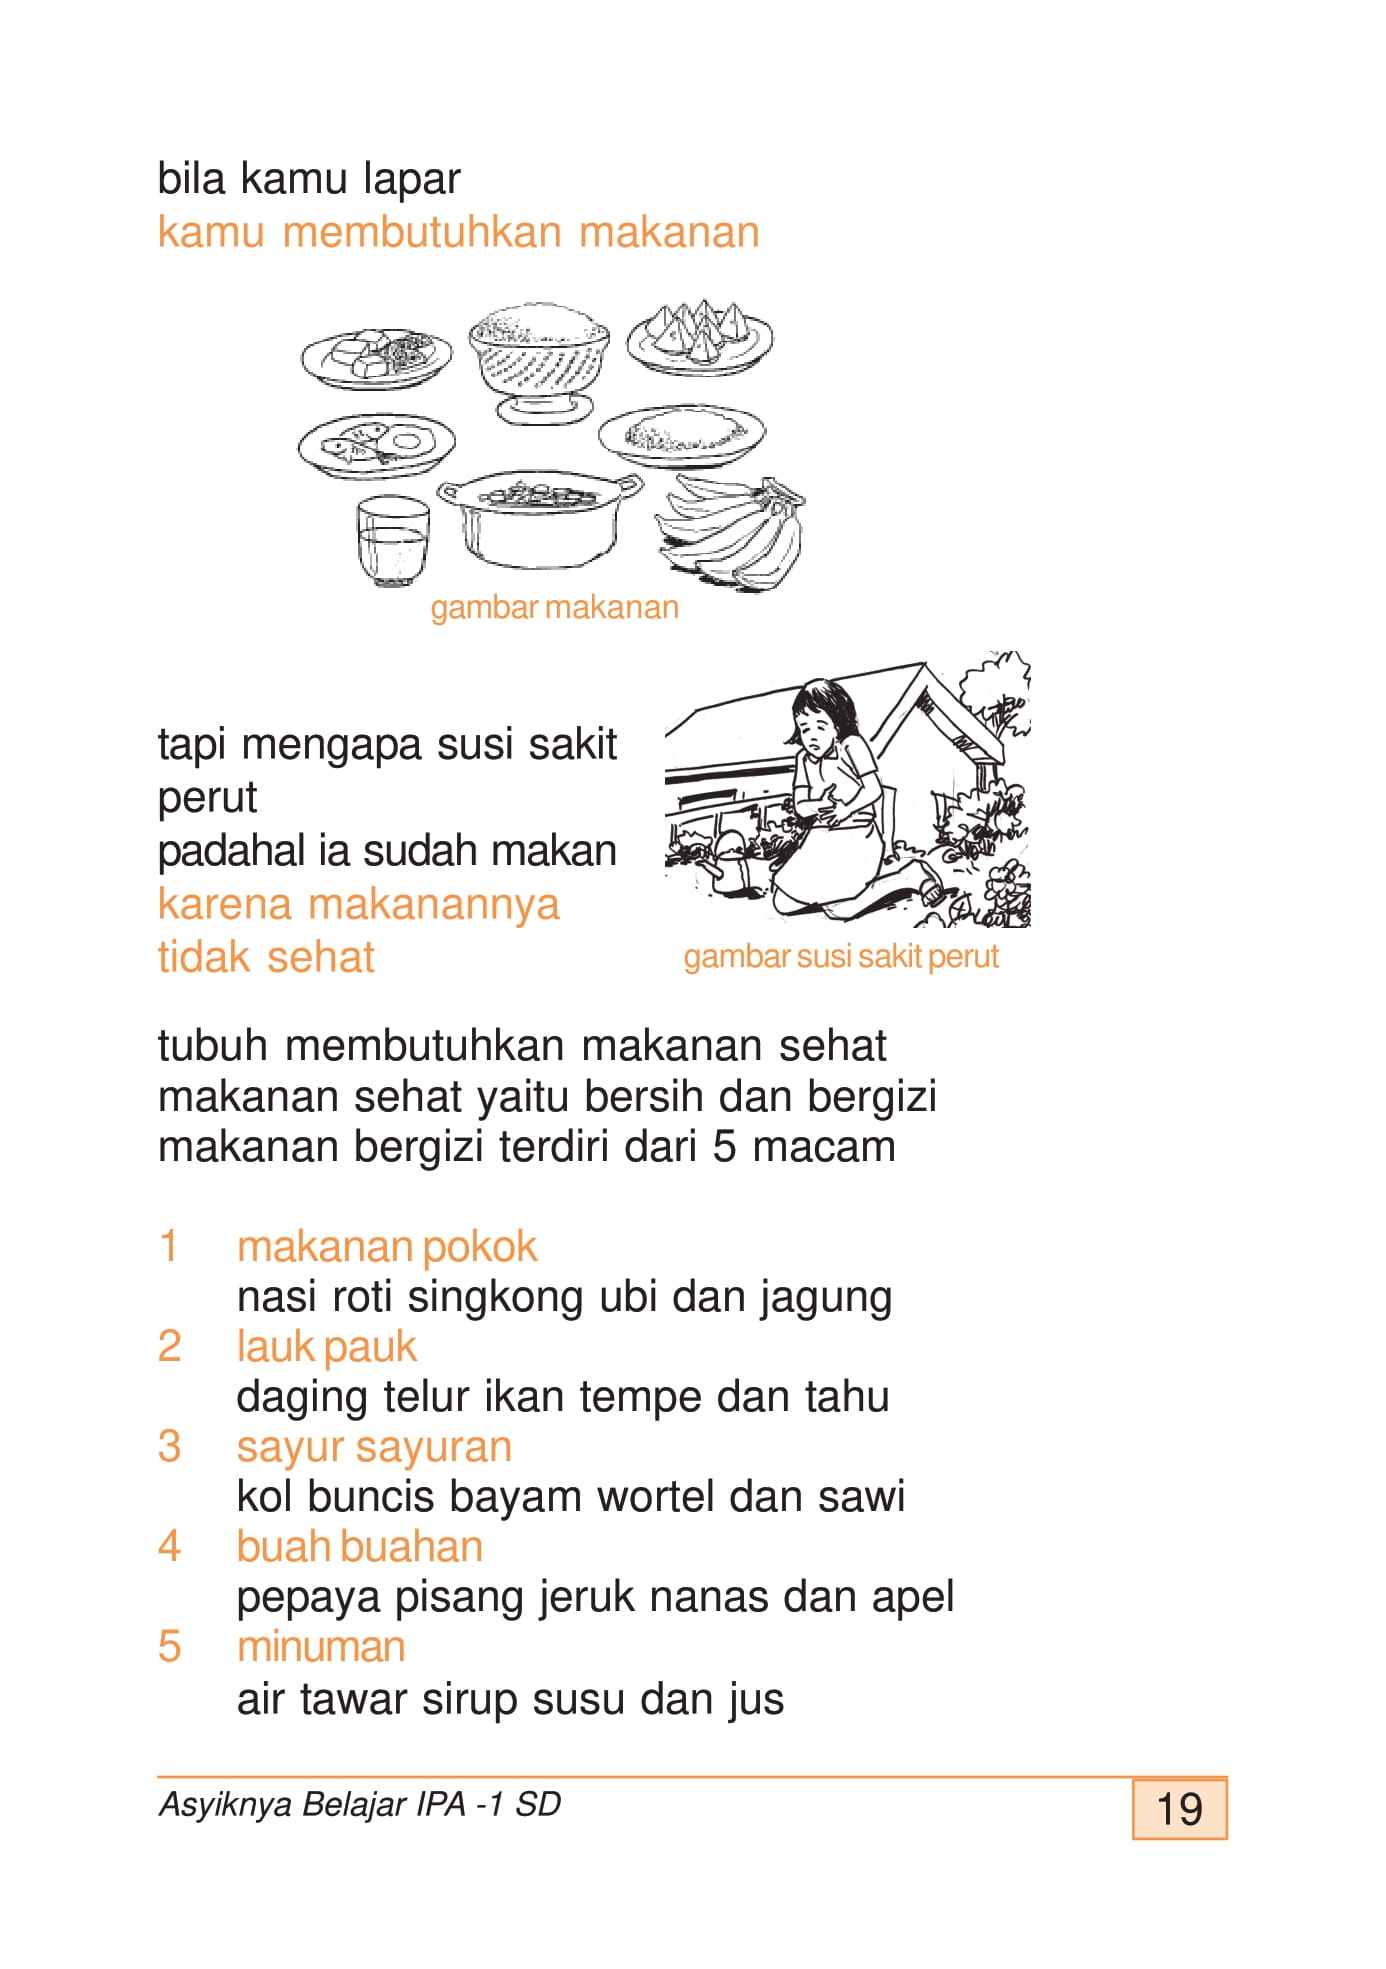 bila kamu lapar
kamu membutuhkan makanan
gambar makanan
tapi mengapa susi sakit
perut
padahal ia sudah makan
karena makanannya
tidak sehat
gambar susi sakit perut
tubuh membutuhkan makanan sehat
makanan sehat yaitu bersih dan bergizi
makanan bergizi terdiri dari 5 macam
1 makanan pokok
nasi roti singkong ubi dan jagung
2 lauk pauk
daging telur ikan tempe dan tahu
3 sayur sayuran
kol buncis bayam wortel dan sawi
4 buah buahan
pepaya pisang jeruk nanas dan apel
5 minuman
air tawar sirup susu dan jus
Asyiknya Belajar IPA -1 SD
19